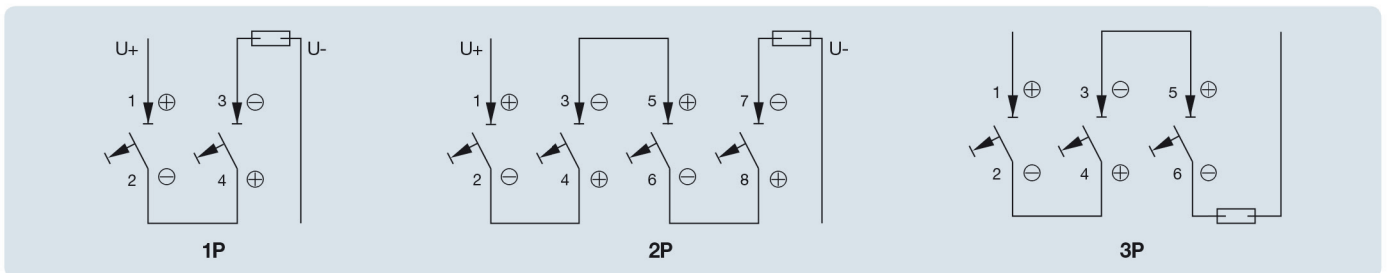 U+ U- U+ U-
1 ⊕ 3 ⊖ 1 ⊕ 3 ⊖ 5 ⊕ 7 ⊖ 1 ⊕ 3 ⊖ 5 ⊕
2 ⊖ 4 ⊕ 2 ⊖ 4 ⊕ 6 ⊖ 8 ⊕ 2 ⊖ 4 ⊕ 6 ⊖
1P 2P 3P